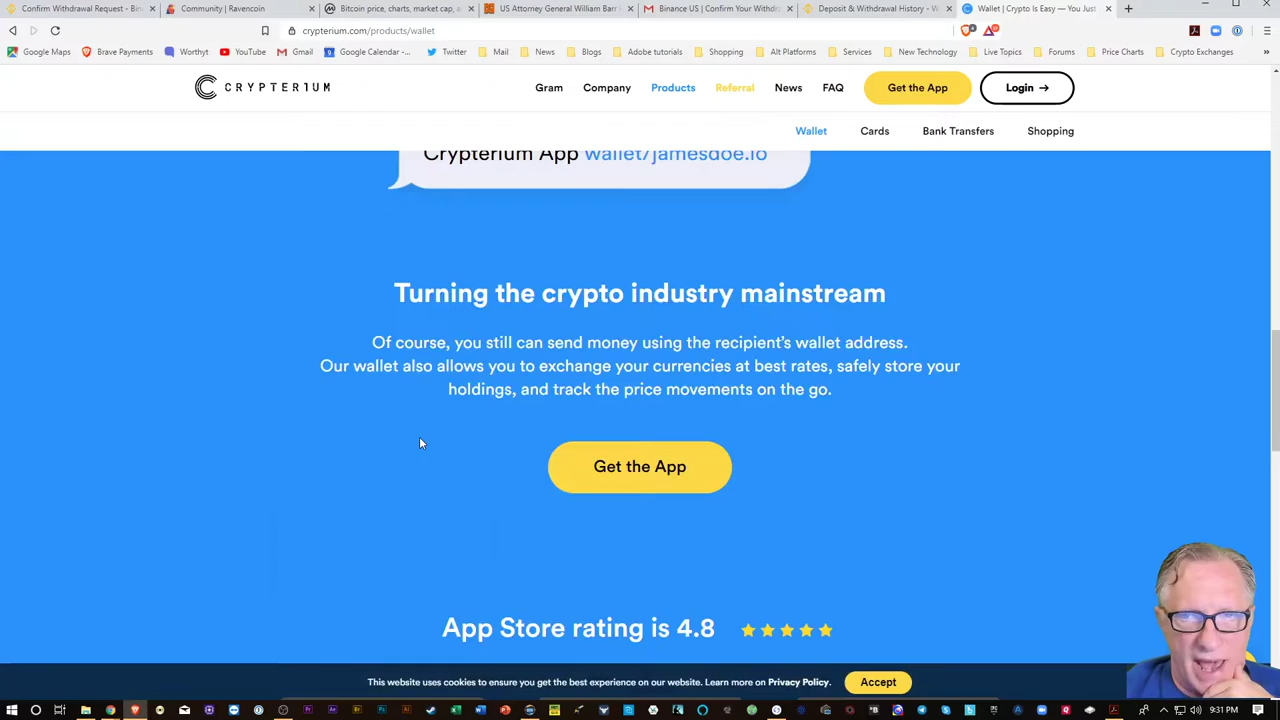 Confirm Withdrawal Request - Bin
Community | Ravencoin
Bitcoin price, charts, market cap, a
US Attorney General William Barr
Binance US | Confirm Your Withdr
Deposit & Withdrawal History - W
Wallet | Crypto Is Easy — You Just
crypterium.com/products/wallet
Google Maps
Brave Payments
Worthyt
YouTube
Gmail
Google Calendar -...
Twitter
Mail
News
Blogs
Adobe tutorials
Shopping
Alt Platforms
Services
New Technology
Live Topics
Forums
Price Charts
Crypto Exchanges
CRYPTERIUM
Gram
Company
Products
Referral
News
FAQ
Get the App
Login →
Wallet
Cards
Bank Transfers
Shopping
Crypterium App wallet/jamesdoe.io
Turning the crypto industry mainstream
Of course, you still can send money using the recipient's wallet address.
Our wallet also allows you to exchange your currencies at best rates, safely store your
holdings, and track the price movements on the go.
Get the App
App Store rating is 4.8
This website uses cookies to ensure you get the best experience on our website. Learn more on Privacy Policy.
Accept
9:31 PM